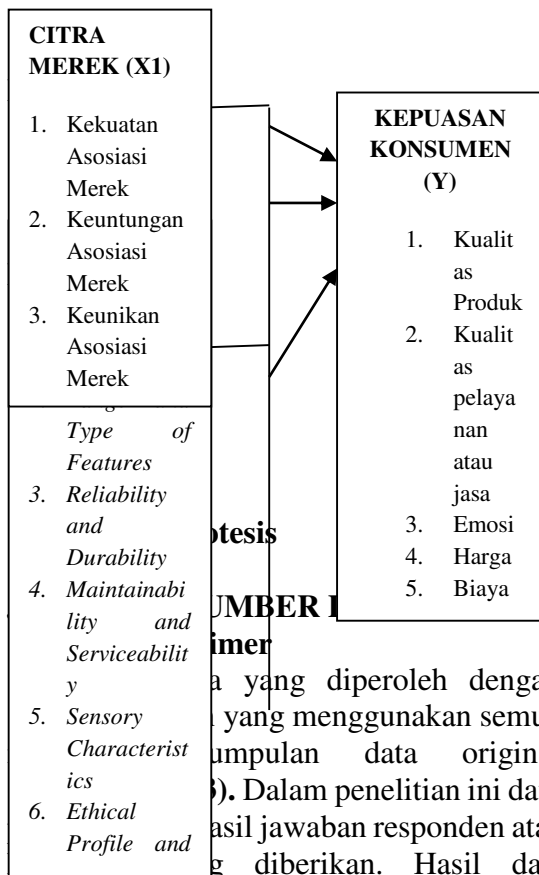 CITRA
MEREK (X1)
1. Kekuatan
Asosiasi
Merek
2. Keuntungan
Asosiasi
Merek
3. Keunikan
Asosiasi
Merek
Type of
Features
3. Reliability
and
Durability
4. Maintainabi
lity and
Serviceabilit
y
5. Sensory
Characterist
ics
6. Ethical
Profile and
KEPUASAN
KONSUMEN
(Y)
1. Kualit
as
Produk
2. Kualit
as
pelaya
nan
atau
jasa
3. Emosi
4. Harga
5. Biaya
otesis
UMBER
imer
a yang diperoleh denga
yang menggunakan semu
umpulan data origin
). Dalam penelitian ini da
asil jawaban responden ata
g diberikan. Hasil da